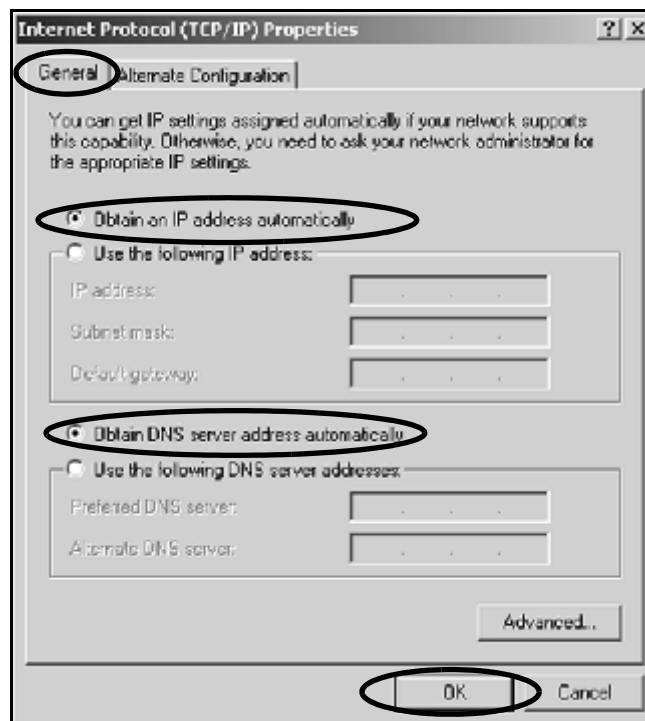 Internet Protocol (TCP/IP) Properties
? X
General
Alternate Configuration
You can get IP settings assigned automatically if your network supports
this capability. Otherwise, you need to ask your network administrator for
the appropriate IP settings.
Obtain an IP address automatically
Use the following IP address:
IP address:
Subnet mask:
Default gateway:
Obtain DNS server address automatically
Use the following DNS server addresses:
Preferred DNS server:
Alternate DNS server:
Advanced...
OK
Cancel